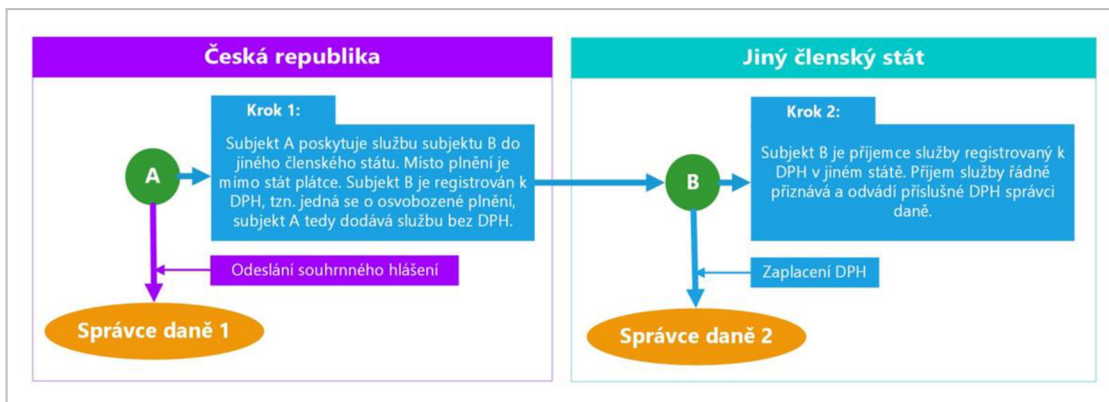 Česká republika
Krok 1:
Subjekt A poskytuje službu subjektu B do
jiného členského státu. Místo plnění je
mimo stát plátce. Subjekt B je registrován k
DPH, tzn. jedná se o osvobozené plnění,
subjekt A tedy dodává službu bez DPH.
A
Odeslání souhrnného hlášení
Správce daně 1
Jiný členský stát
Krok 2:
Subjekt B je příjemce služby registrovaný k
DPH v jiném státě. Příjem služby řádně
přiznává a odvádí příslušné DPH správci
daně.
B
Zaplacení DPH
Správce daně 2